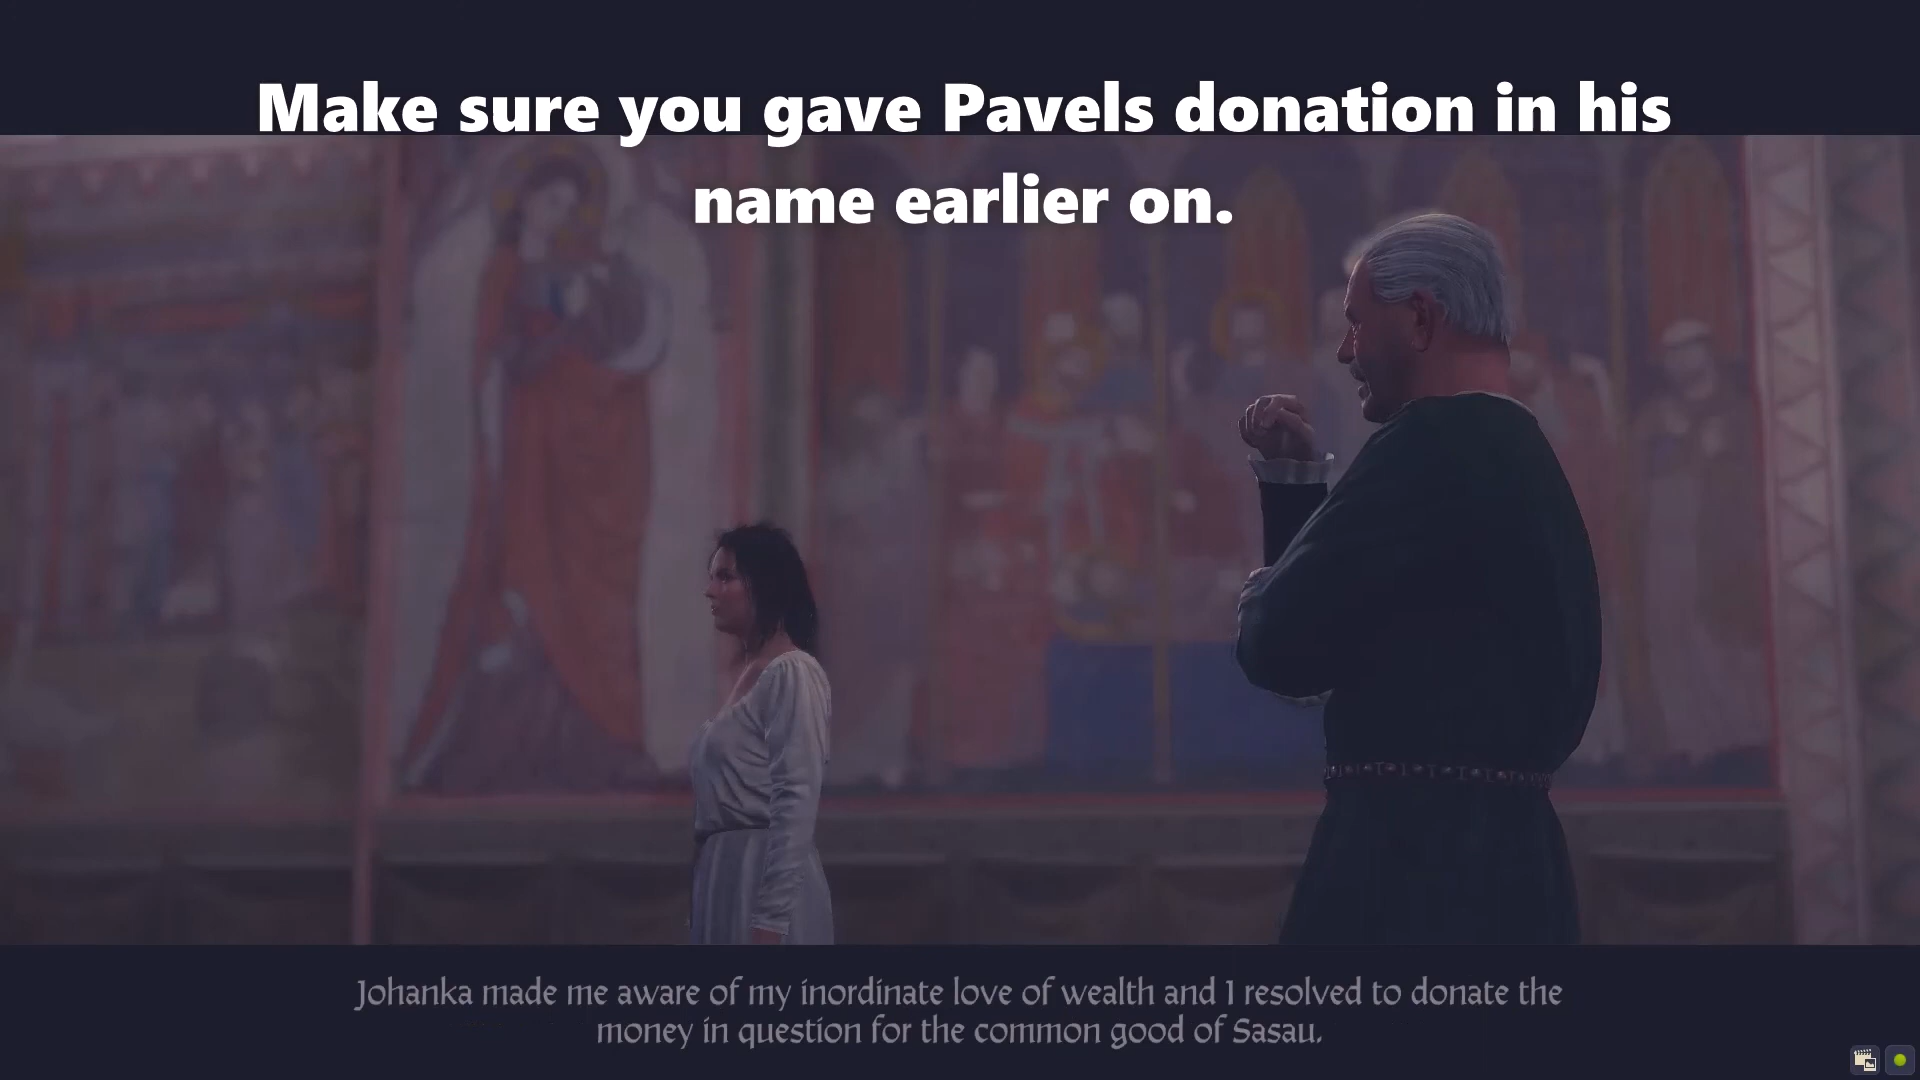 Make sure you gave Pavels donation in his
name earlier on.
Johanka made me aware of my inordinate love of wealth and I resolved to donate the
money in question for the common good of Sasau.